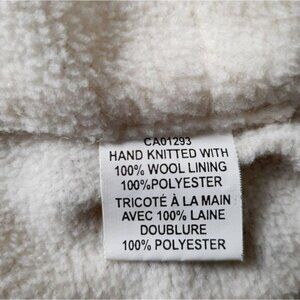 CA01293
HAND KNITTED WITH
100% WOOL LINING
100%POLYESTER
TRICOTÉ À LA MAIN
AVEC 100% LAINE
DOUBLURE
100% POLYESTER